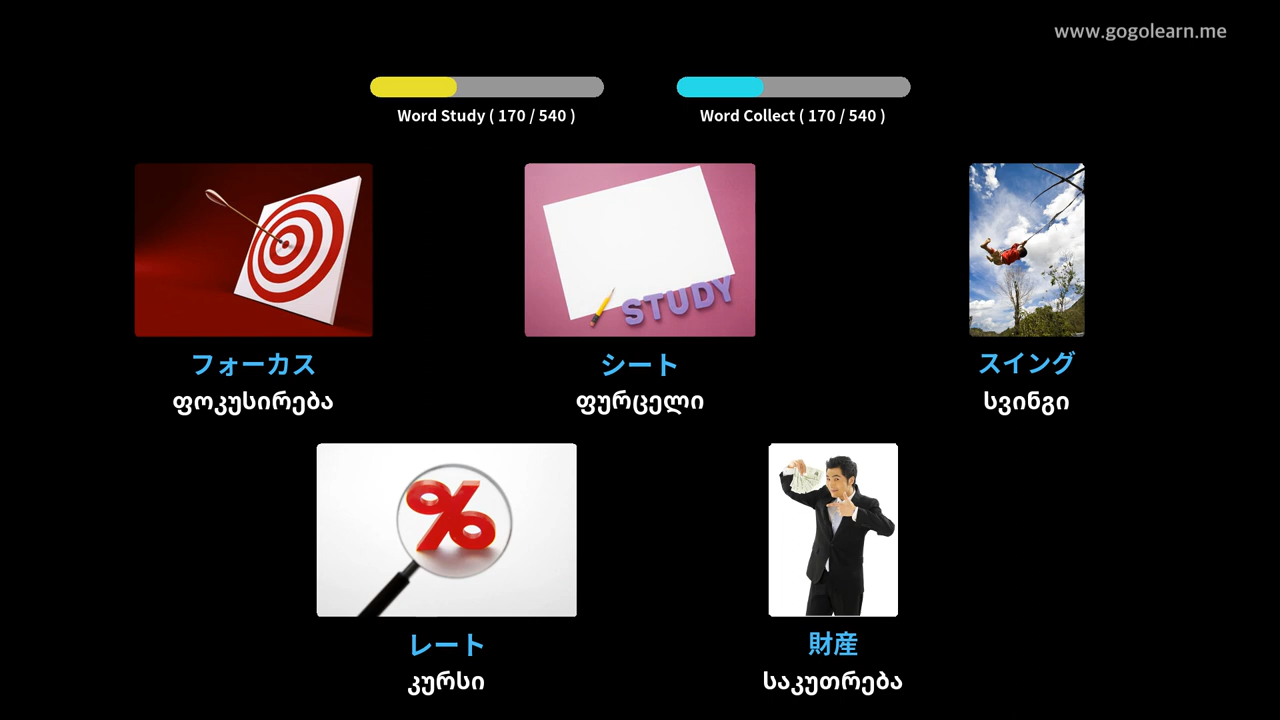 www.gogolearn.me
Word Study ( 170 / 540 )
Word Collect ( 170 / 540 )
STUDY
フォーカス
シート
スイング
ფოკუსირება
ფურცელი
სვინგი
レート
財産
კურსი
საკუთრება